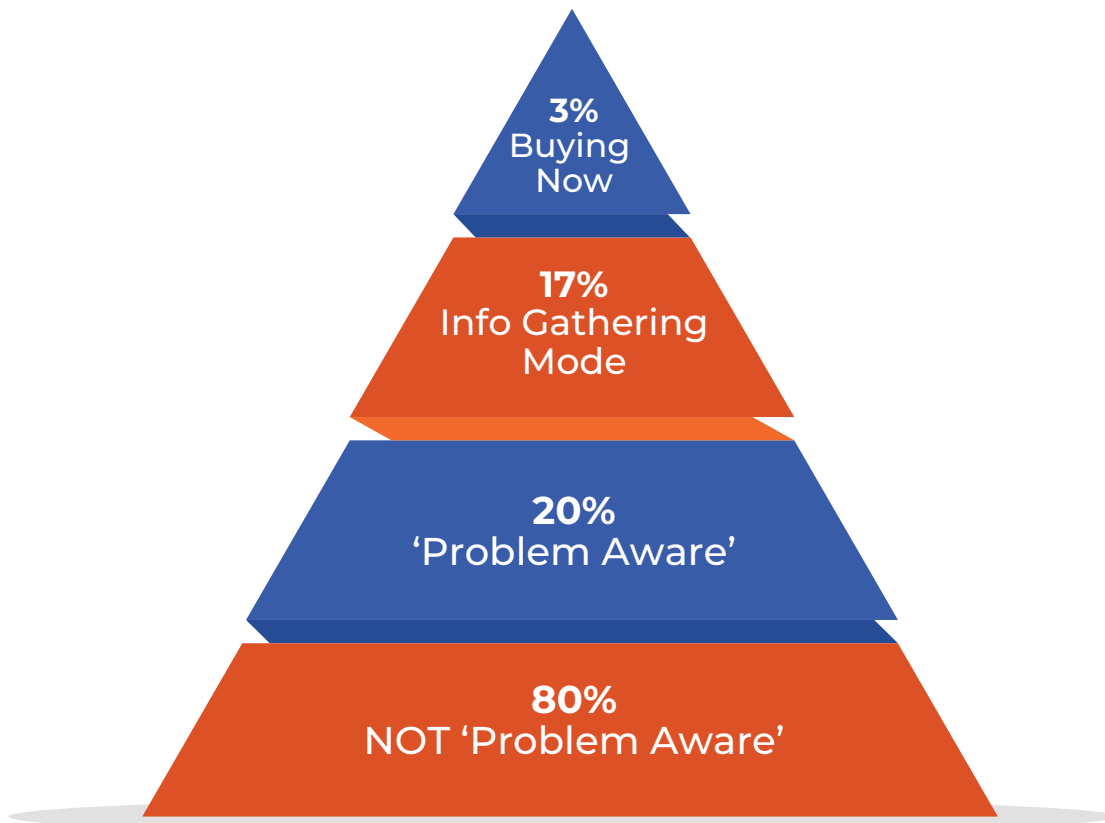 3%
Buying
Now
17%
Info Gathering
Mode
20%
‘Problem Aware’
80%
NOT ‘Problem Aware’